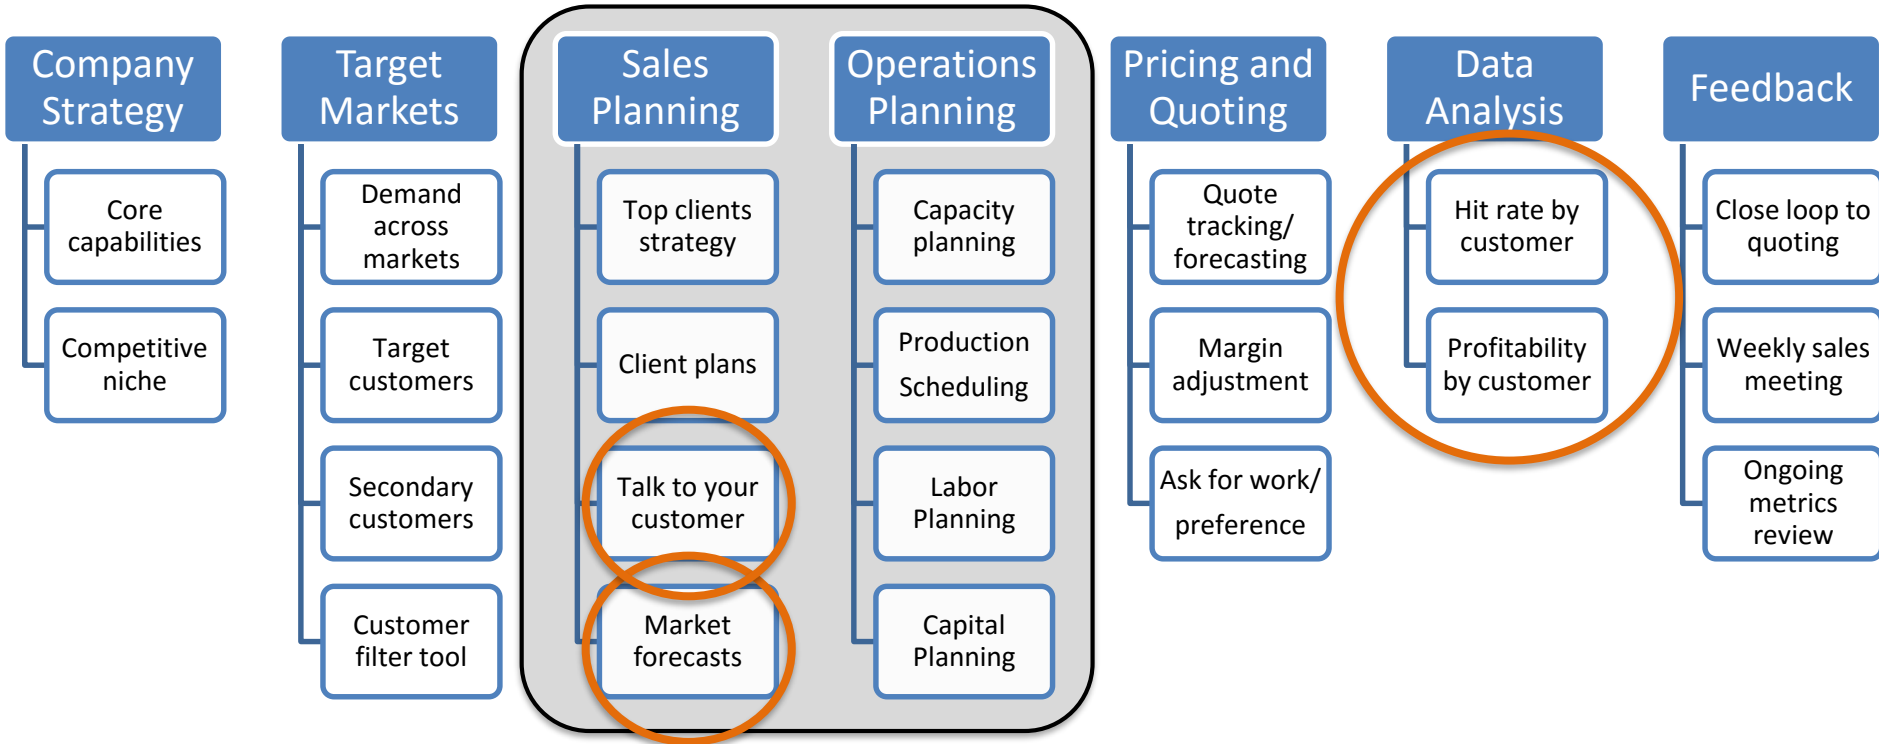 Company
Strategy
Core
capabilities
Competitive
niche
Target
Markets
Demand
across
markets
Target
customers
Secondary
customers
Customer
filter tool
Sales
Planning
Top clients
strategy
Client plans
Talk to your
customer
Market
forecasts
Operations
Planning
Capacity
planning
Production
Scheduling
Labor
Planning
Capital
Planning
Pricing and
Quoting
Quote
tracking/
forecasting
Margin
adjustment
Ask for work/
preference
Data
Analysis
Hit rate by
customer
Profitability
by customer
Feedback
Close loop to
quoting
Weekly sales
meeting
Ongoing
metrics
review